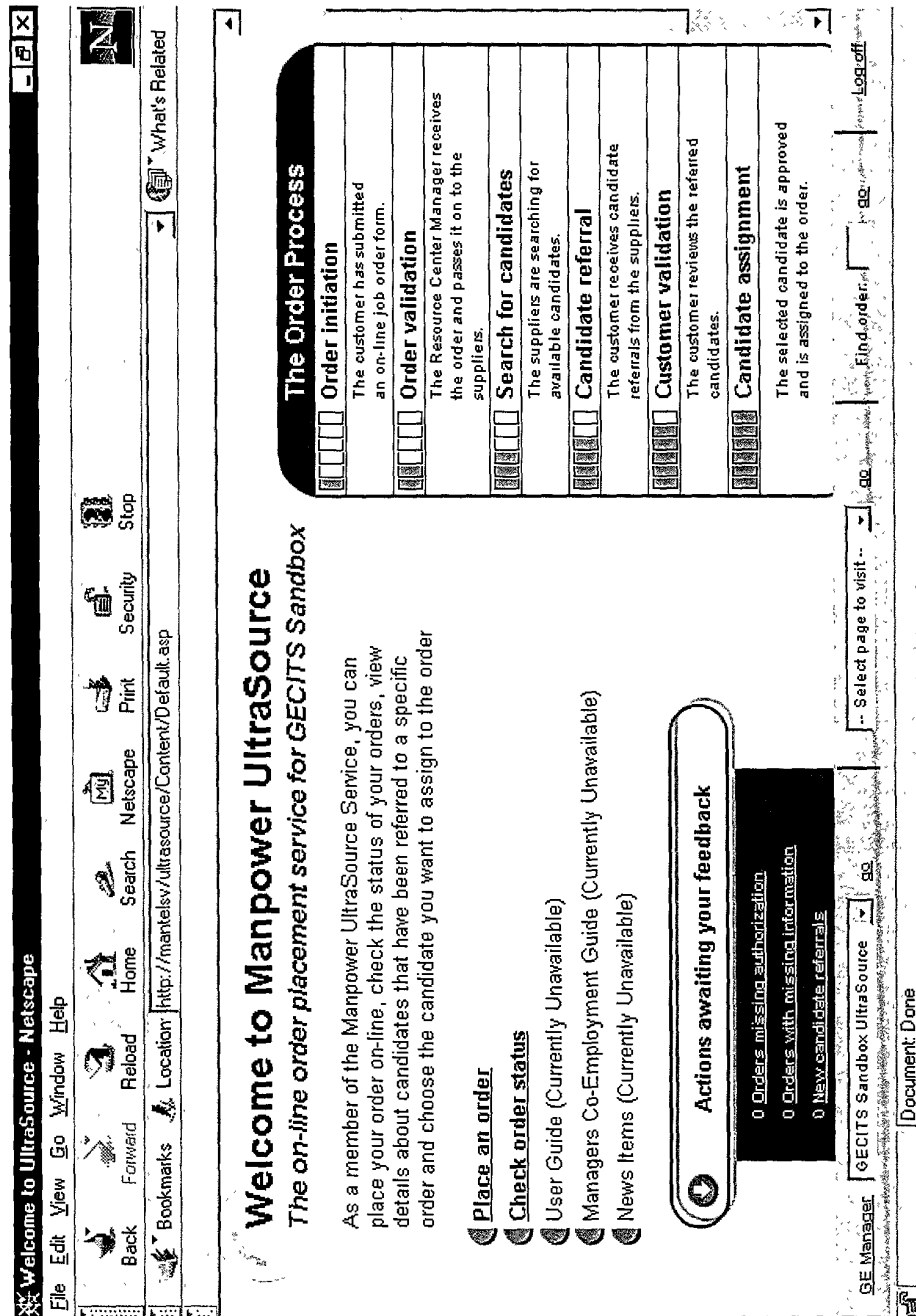 Welcome to UltraSource - Netscape
File Edit View Go Window Help
Back Forward Reload Home Search Netscape Print Security Stop
My
N
Bookmarks Location http://mantelsv/ultrasource/Content/Default.asp What's Related
Welcome to Manpower UltraSource
The on-line order placement service for GECITS Sandbox
As a member of the Manpower UltraSource Service, you can
place your order on-line, check the status of your orders, view
details about candidates that have been referred to a specific
order and choose the candidate you want to assign to the order
Place an order
Check order status
User Guide (Currently Unavailable)
Managers Co-Employment Guide (Currently Unavailable)
News Items (Currently Unavailable)
Actions awaiting your feedback
0 Orders missing authorization
0 Orders with missing information
0 New candidate referrals
The Order Process
Order initiation
The customer has submitted
an on-line job order form.
Order validation
The Resource Center Manager receives
the order and passes it on to the
suppliers.
Search for candidates
The suppliers are searching for
available candidates.
Candidate referral
The customer receives candidate
referrals from the suppliers.
Customer validation
The customer reviews the referred
candidates.
Candidate assignment
The selected candidate is approved
and is assigned to the order.
GE Manager GECITS Sandbox UltraSource go -- Select page to visit -- go Find order: go Log off
Document Done